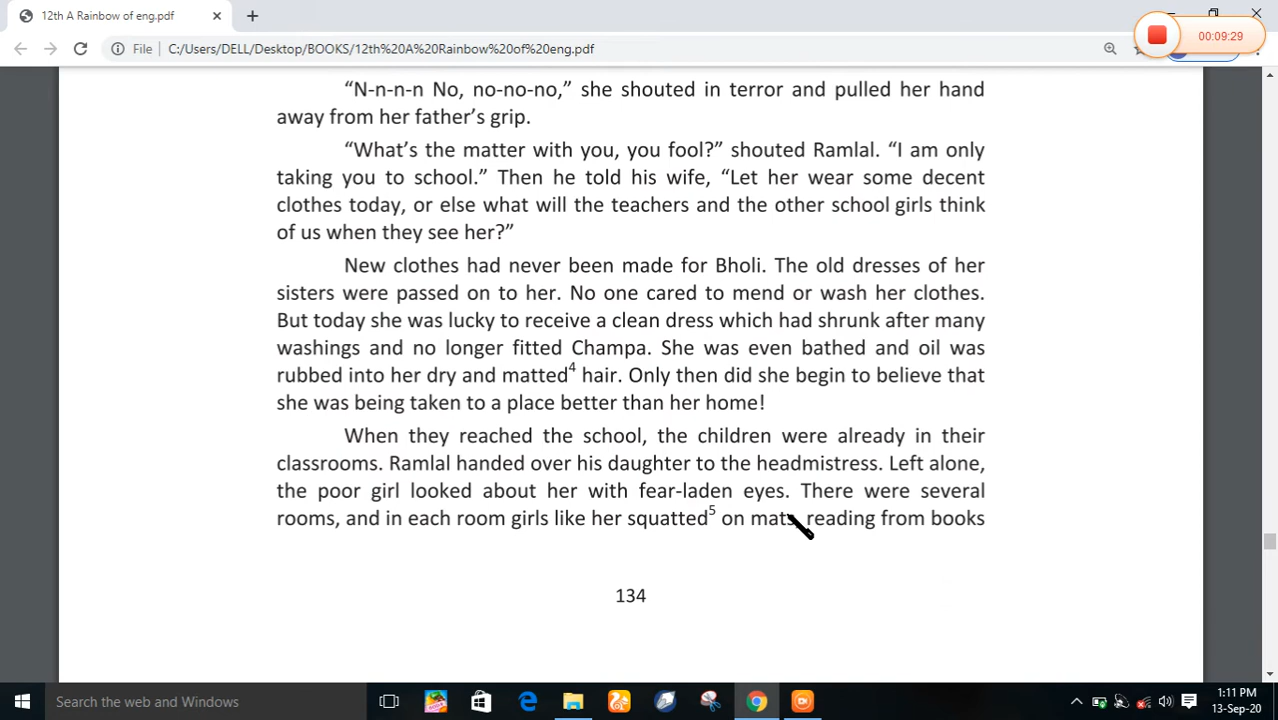 12th A Rainbow of eng.pdf
00:09:29
File
C:/Users/DELL/Desktop/BOOKS/12th%20A%20Rainbow%20of%20eng.pdf
“N-n-n-n No, no-no-no,” she shouted in terror and pulled her hand
away from her father’s grip.
“What’s the matter with you, you fool?” shouted Ramlal. “I am only
taking you to school.” Then he told his wife, “Let her wear some decent
clothes today, or else what will the teachers and the other school girls think
of us when they see her?”
New clothes had never been made for Bholi. The old dresses of her
sisters were passed on to her. No one cared to mend or wash her clothes.
But today she was lucky to receive a clean dress which had shrunk after many
washings and no longer fitted Champa. She was even bathed and oil was
rubbed into her dry and matted4 hair. Only then did she begin to believe that
she was being taken to a place better than her home!
When they reached the school, the children were already in their
classrooms. Ramlal handed over his daughter to the headmistress. Left alone,
the poor girl looked about her with fear-laden eyes. There were several
rooms, and in each room girls like her squatted5 on mats, reading from books
134
Search the web and Windows
1:11 PM
13-Sep-20